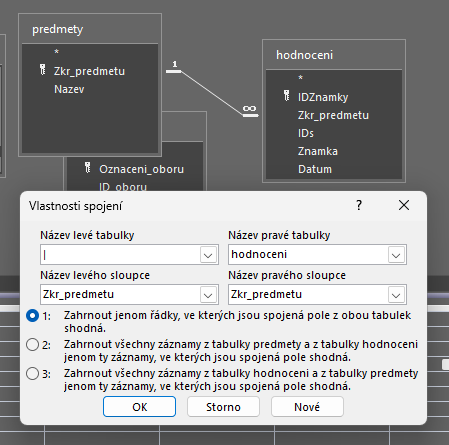 predmety
*
Zkr_predmetu
Nazev
1
∞
hodnoceni
*
IDZnamky
Zkr_predmetu
IDs
Znamka
Datum
Oznaceni_oboru
ID_oboru
Vlastnosti spojení
?
Název levé tabulky
Název pravé tabulky
hodnoceni
Název levého sloupce
Název pravého sloupce
Zkr_predmetu
Zkr_predmetu
1: Zahrnout jenom řádky, ve kterých jsou spojená pole z obou tabulek
shodná.
2: Zahrnout všechny záznamy z tabulky predmety a z tabulky hodnoceni
jenom ty záznamy, ve kterých jsou spojená pole shodná.
3: Zahrnout všechny záznamy z tabulky hodnoceni a z tabulky predmety
jenom ty záznamy, ve kterých jsou spojená pole shodná.
OK
Storno
Nové